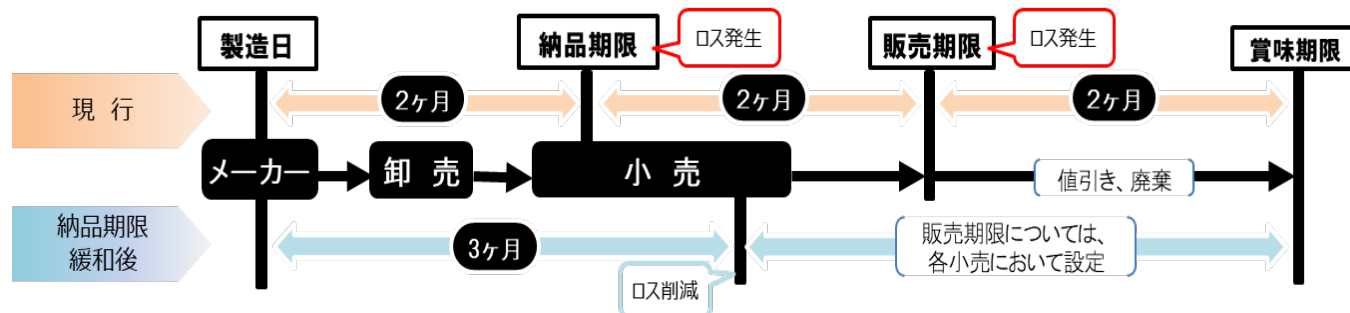 製造日
納品期限
ロス発生
販売期限
ロス発生
賞味期限
現 行
2ヶ月
2ヶ月
2ヶ月
メーカー
卸 売
小 売
値引き、廃棄
納品期限
緩和後
3ヶ月
販売期限については、
各小売において設定
ロス削減